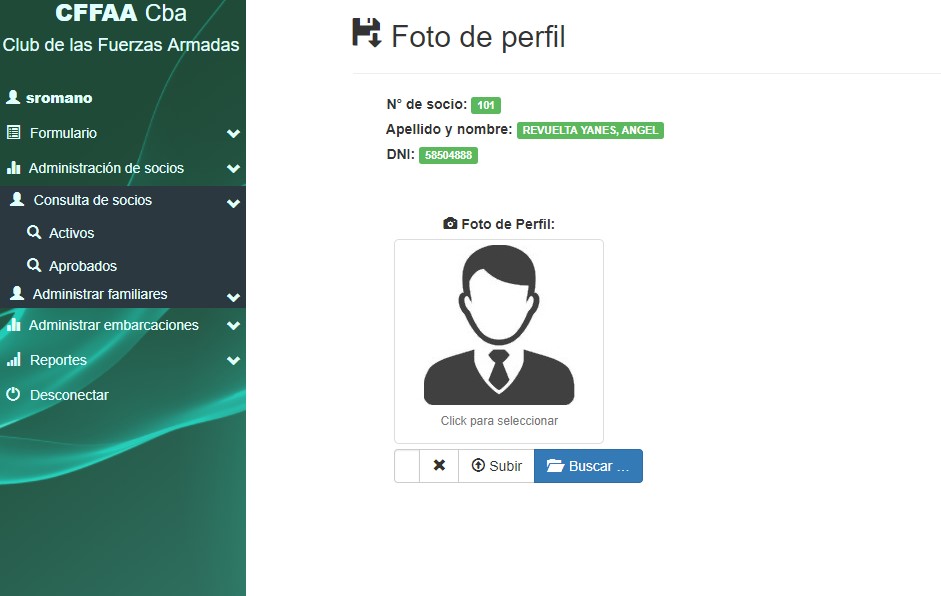 CFFAA Cba
Club de las Fuerzas Armadas
sromano
Formulario
Administración de socios
Consulta de socios
Activos
Aprobados
Administrar familiares
Administrar embarcaciones
Reportes
Desconectar
Foto de perfil
N° de socio: 101
Apellido y nombre: REVUELTA YANES, ANGEL
DNI: 58504888
Foto de Perfil:
Click para seleccionar
Subir
Buscar ...